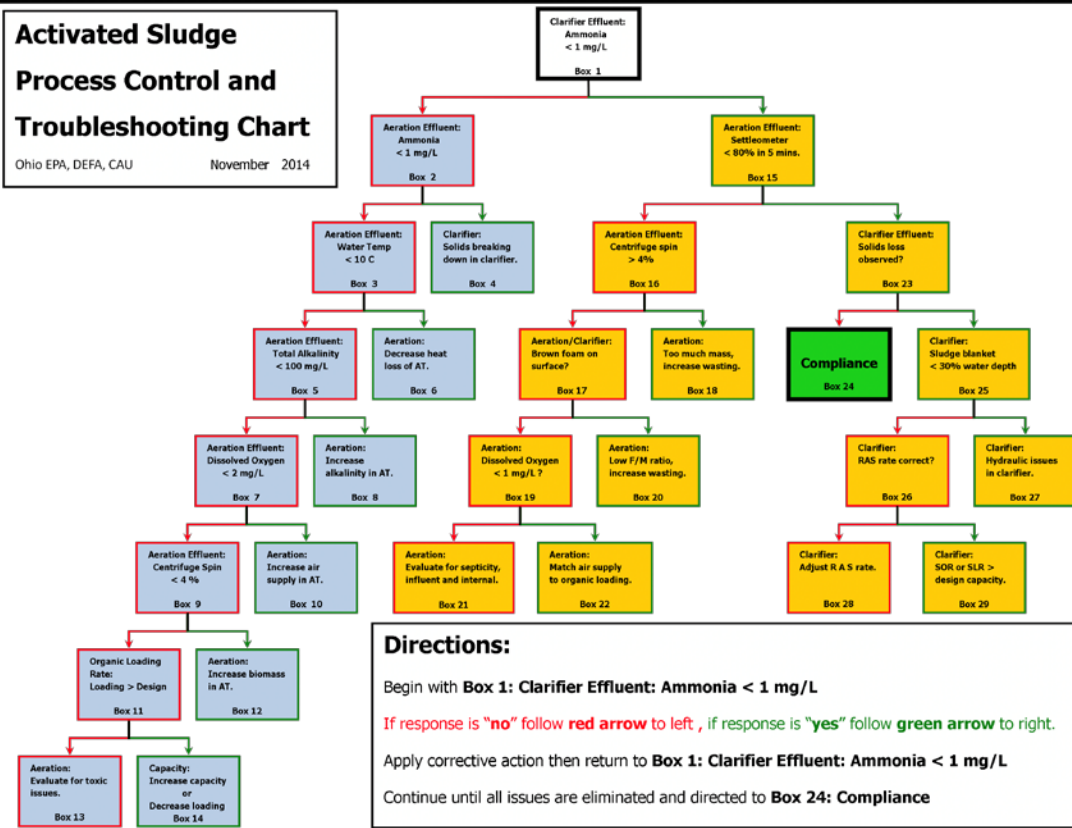 Activated Sludge
Process Control and
Troubleshooting Chart
Ohio EPA, DEFA, CAU November 2014
Clarifier Effluent:
Ammonia
< 1 mg/L
Box 1
Aeration Effluent:
Ammonia
< 1 mg/L
Box 2
Aeration Effluent:
Settleometer
< 80% in 5 mins.
Box 15
Aeration Effluent:
Water Temp
< 10 C
Box 3
Clarifier:
Solids breaking
down in clarifier.
Box 4
Aeration Effluent:
Centrifuge spin
> 4%
Box 16
Clarifier Effluent:
Solids loss
observed?
Box 23
Aeration Effluent:
Total Alkalinity
< 100 mg/L
Box 5
Aeration:
Decrease heat
loss of AT.
Box 6
Aeration/Clarifier:
Brown foam on
surface?
Box 17
Aeration:
Too much mass,
increase wasting.
Box 18
Compliance
Box 24
Clarifier:
Sludge blanket
< 30% water depth
Box 25
Aeration Effluent:
Dissolved Oxygen
< 2 mg/L
Box 7
Aeration:
Increase
alkalinity in AT.
Box 8
Aeration:
Dissolved Oxygen
< 1 mg/L ?
Box 19
Aeration:
Low F/M ratio,
increase wasting.
Box 20
Clarifier:
RAS rate correct?
Box 26
Clarifier:
Hydraulic issues
in clarifier.
Box 27
Aeration Effluent:
Centrifuge Spin
< 4 %
Box 9
Aeration:
Increase air
supply in AT.
Box 10
Aeration:
Evaluate for septicity,
influent and internal.
Box 21
Aeration:
Match air supply
to organic loading.
Box 22
Clarifier:
Adjust R A S rate.
Box 28
Clarifier:
SOR or SLR >
design capacity.
Box 29
Organic Loading
Rate:
Loading > Design
Box 11
Aeration:
Increase biomass
in AT.
Box 12
Aeration:
Evaluate for toxic
issues.
Box 13
Capacity:
Increase capacity
or
Decrease loading
Box 14
Directions:
Begin with Box 1: Clarifier Effluent: Ammonia < 1 mg/L
If response is “no” follow red arrow to left , if response is “yes” follow green arrow to right.
Apply corrective action then return to Box 1: Clarifier Effluent: Ammonia < 1 mg/L
Continue until all issues are eliminated and directed to Box 24: Compliance